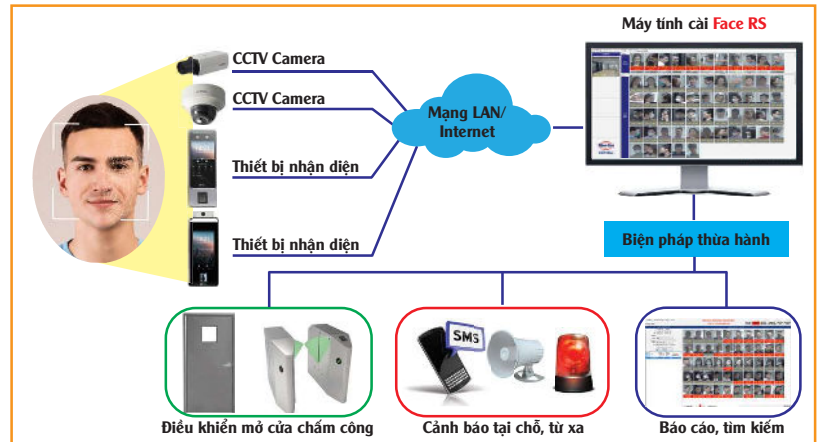 Máy tính cài Face RS
CCTV Camera
CCTV Camera
Mạng LAN/
Internet
Thiết bị nhận diện
Thiết bị nhận diện
Biện pháp thừa hành
SMS
Điều khiển mở cửa chấm công
Cảnh báo tại chỗ, từ xa
Báo cáo, tìm kiếm